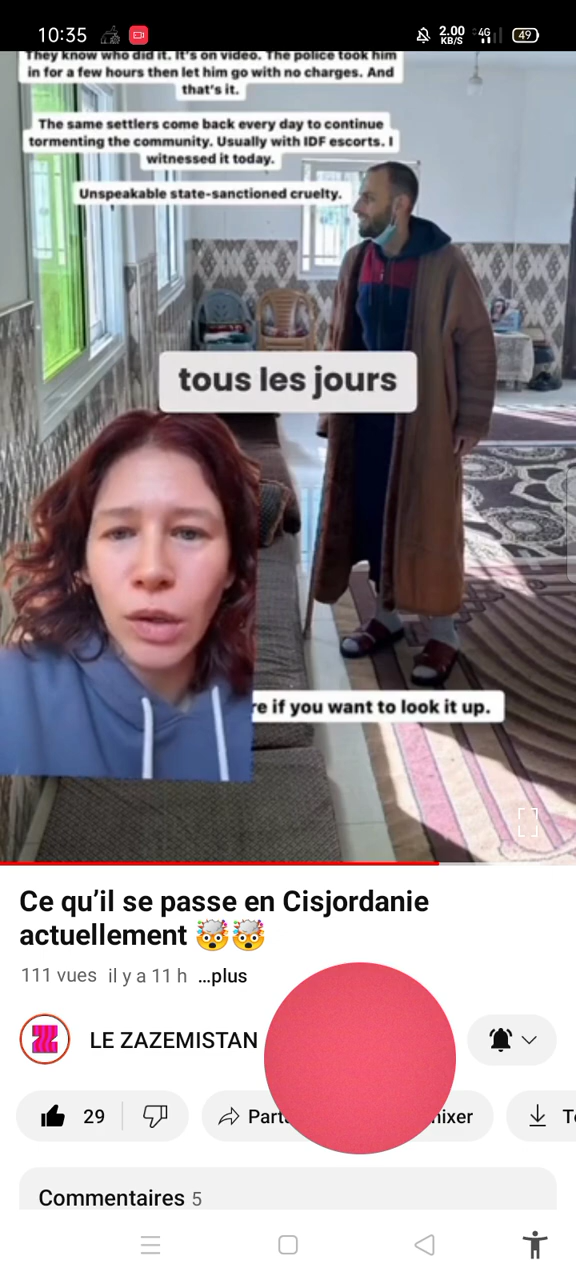 10:35
2.00
KB/S
4G
49
They know who did it. It's on video. The police took him
in for a few hours then let him go with no charges. And
that's it.
The same settlers come back every day to continue
tormenting the community. Usually with IDF escorts. I
witnessed it today.
Unspeakable state-sanctioned cruelty.
tous les jours
if you want to look it up.
Ce qu’il se passe en Cisjordanie
actuellement 🤯🤯
111 vues il y a 11 h ...plus
LE ZAZEMISTAN
29
Commentaires 5